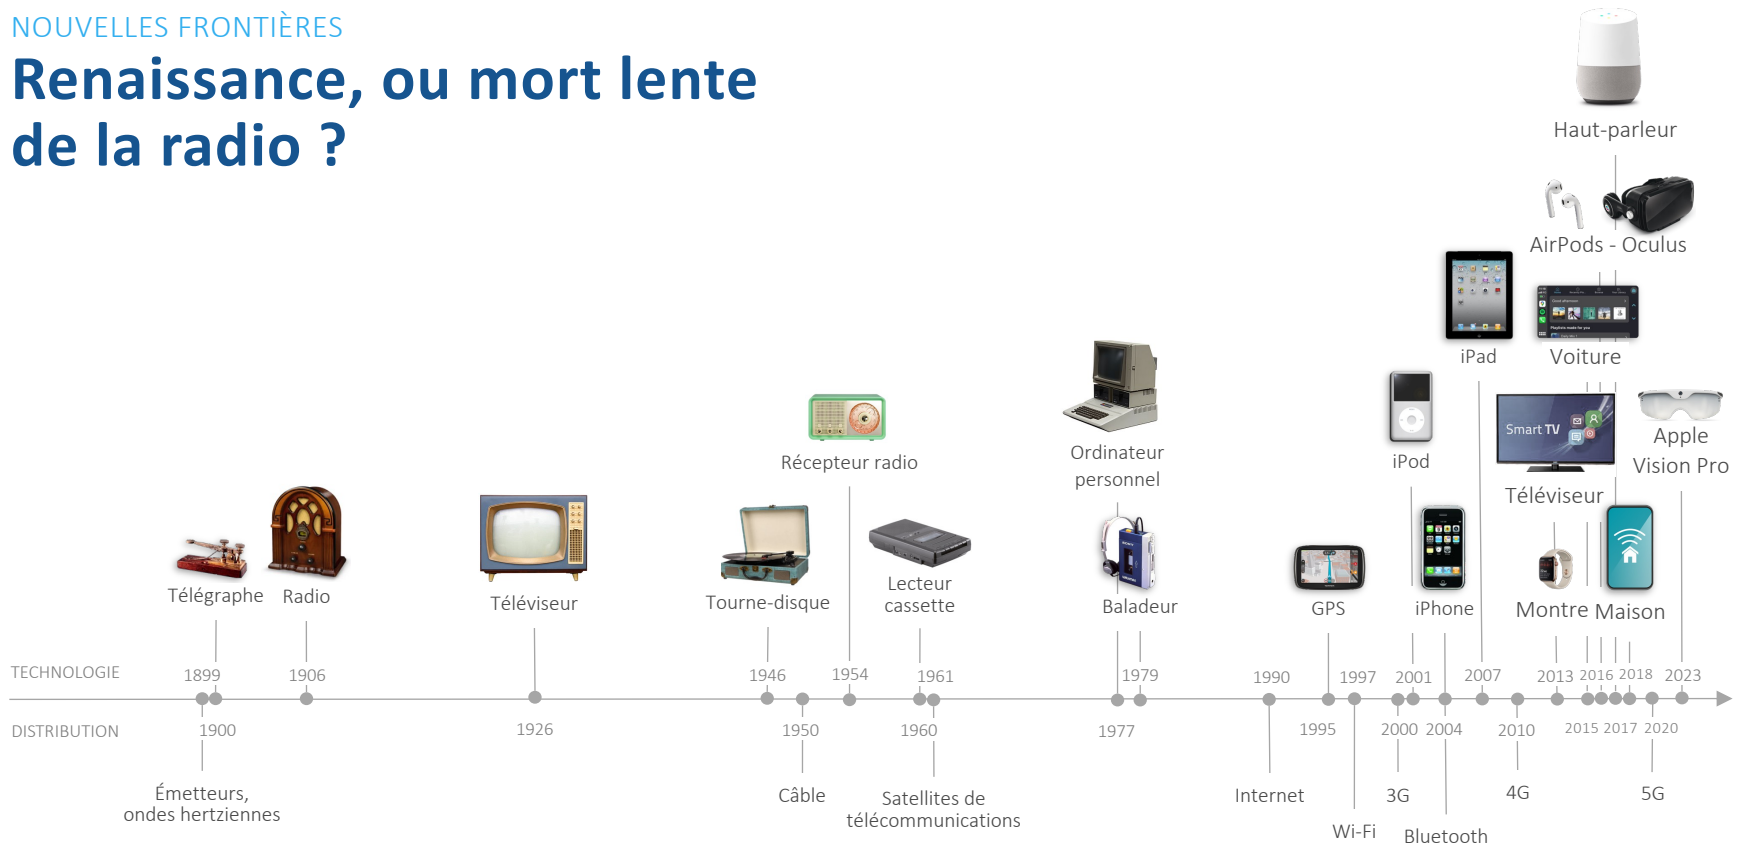 NOUVELLES FRONTIÈRES
Renaissance, ou mort lente
de la radio ?
Haut-parleur
AirPods - Oculus
iPad
Voiture
Smart TV
iPod
Apple
Vision Pro
Récepteur radio
Ordinateur
personnel
Téléviseur
Télégraphe
Radio
Téléviseur
Tourne-disque
Lecteur
cassette
Baladeur
GPS
iPhone
Montre
Maison
TECHNOLOGIE
1899
1906
1946
1954
1961
1979
1990
1997
2001
2007
2013
2016
2018
2023
DISTRIBUTION
1900
1926
1950
1960
1977
1995
2000
2004
2010
2015
2017
2020
Émetteurs,
ondes hertziennes
Câble
Satellites de
télécommunications
Internet
Wi-Fi
3G
Bluetooth
4G
5G